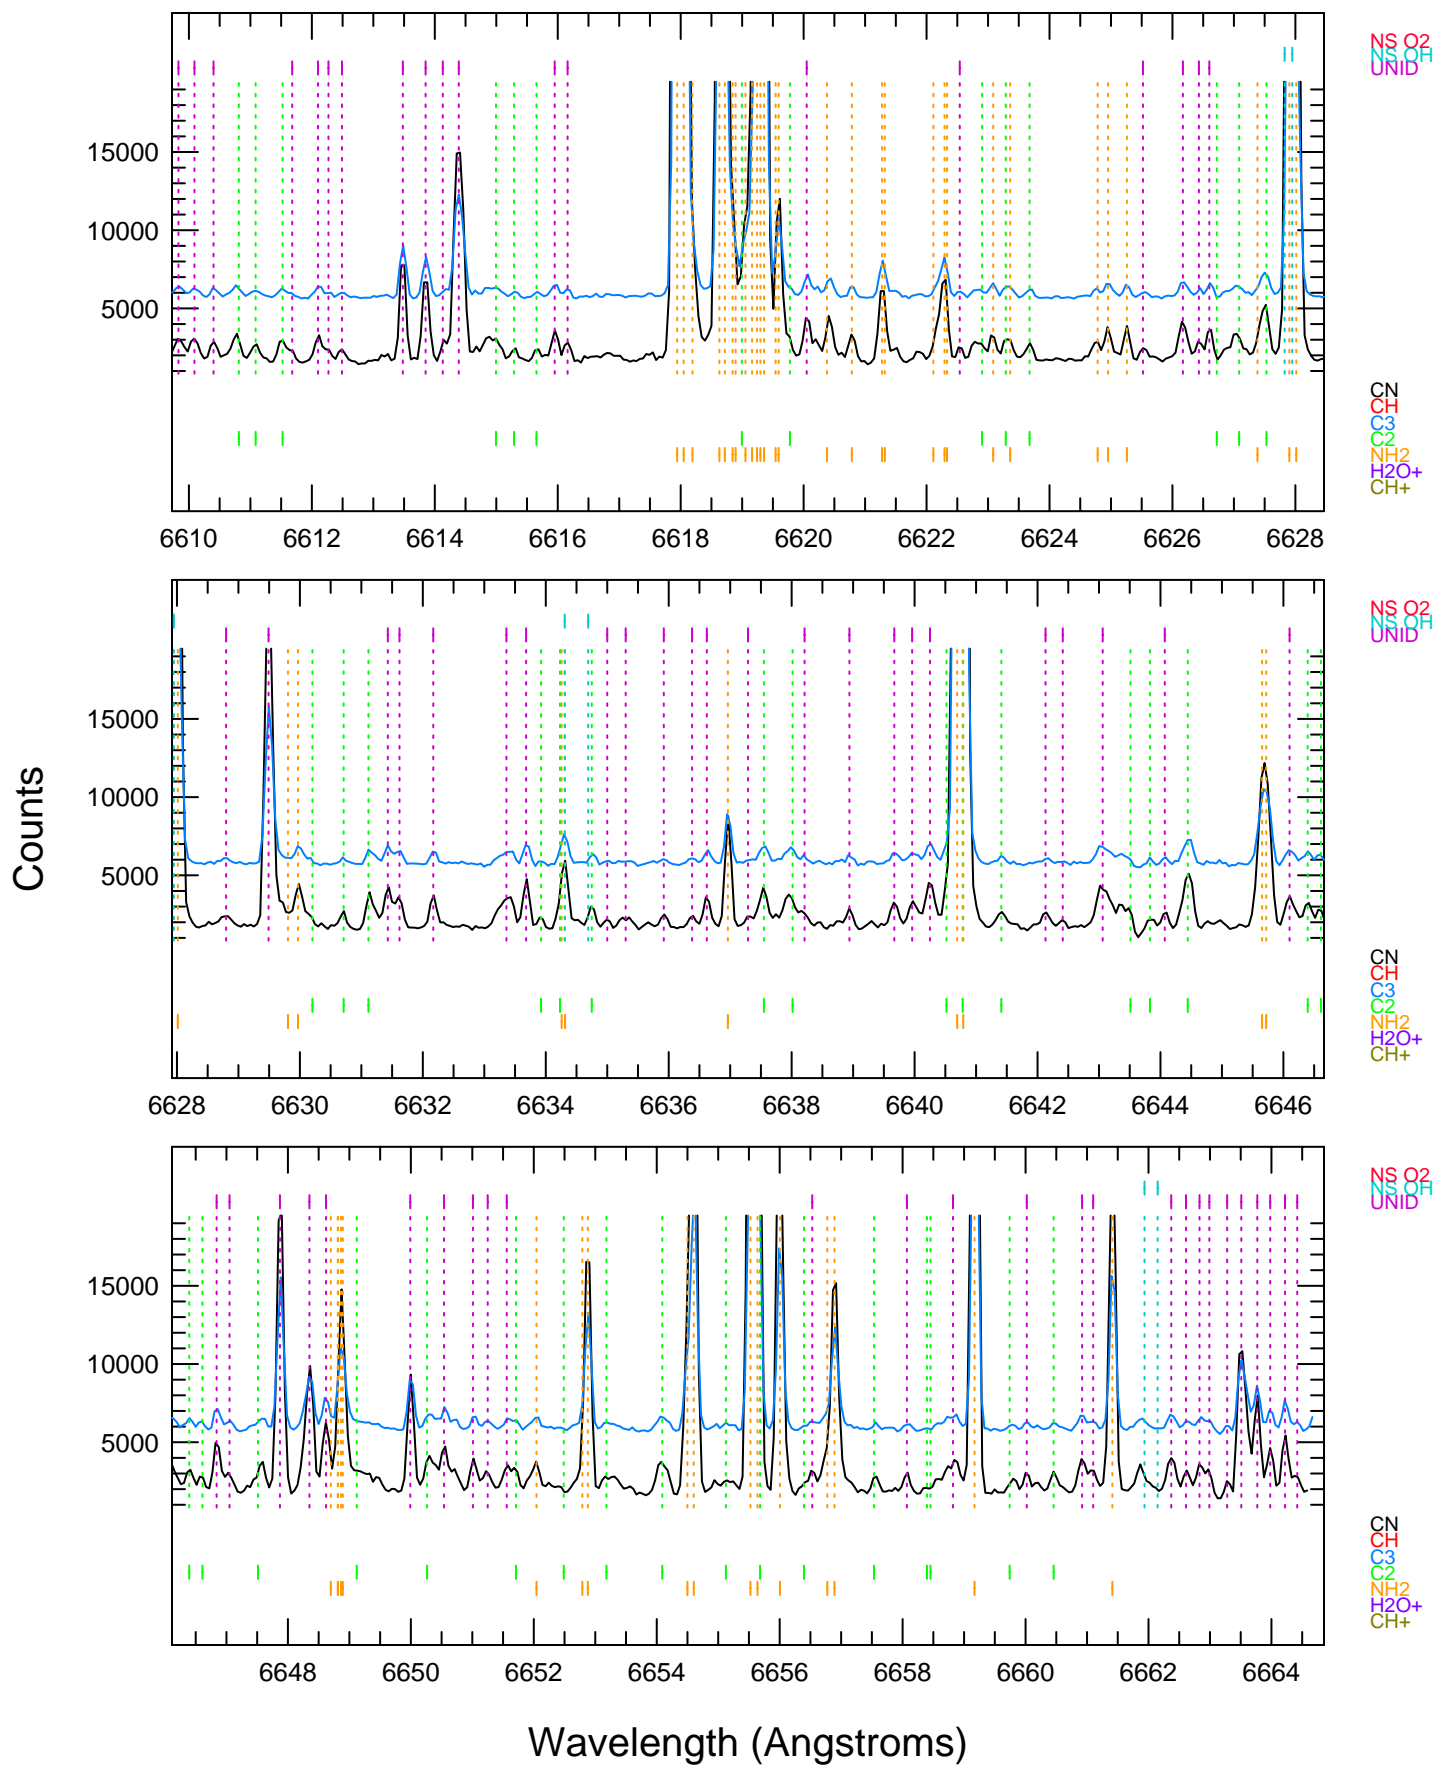 NS O2
NS OH
UNID
15000
10000
5000
CN
CH
C3
C2
NH2
H2O+
CH+
6610 6612 6614 6616 6618 6620 6622 6624 6626 6628
NS O2
NS OH
UNID
15000
10000
5000
CN
CH
C3
C2
NH2
H2O+
CH+
6628 6630 6632 6634 6636 6638 6640 6642 6644 6646
Counts
NS O2
NS OH
UNID
15000
10000
5000
CN
CH
C3
C2
NH2
H2O+
CH+
6648 6650 6652 6654 6656 6658 6660 6662 6664
Wavelength (Angstroms)